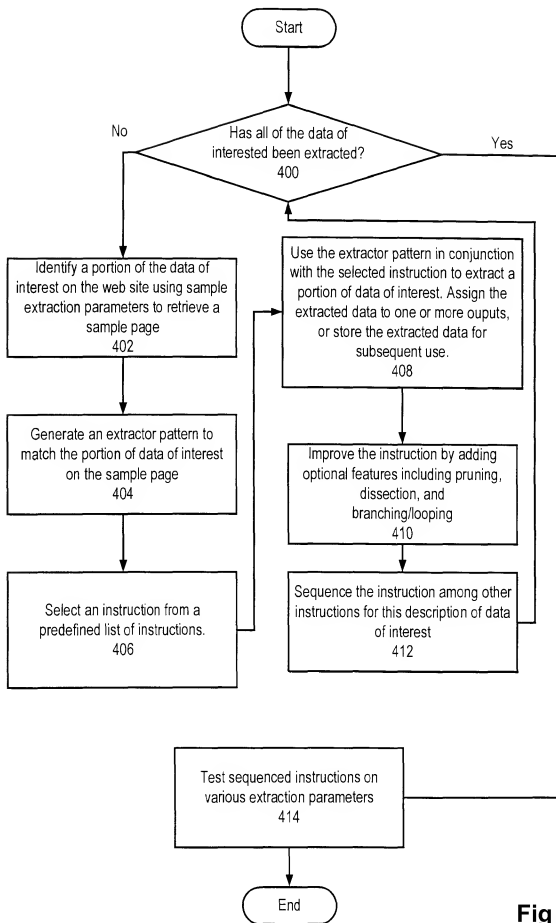 Start
No
Has all of the data of
interested been extracted?
400
Yes
Identify a portion of the data of
interest on the web site using sample
extraction parameters to retrieve a
sample page
402
Generate an extractor pattern to
match the portion of data of interest
on the sample page
404
Select an instruction from a
predefined list of instructions.
406
Use the extractor pattern in conjunction
with the selected instruction to extract a
portion of data of interest. Assign the
extracted data to one or more ouputs,
or store the extracted data for
subsequent use.
408
Improve the instruction by adding
optional features including pruning,
dissection, and
branching/looping
410
Sequence the instruction among other
instructions for this description of data
of interest
412
Test sequenced instructions on
various extraction parameters
414
End
Fig